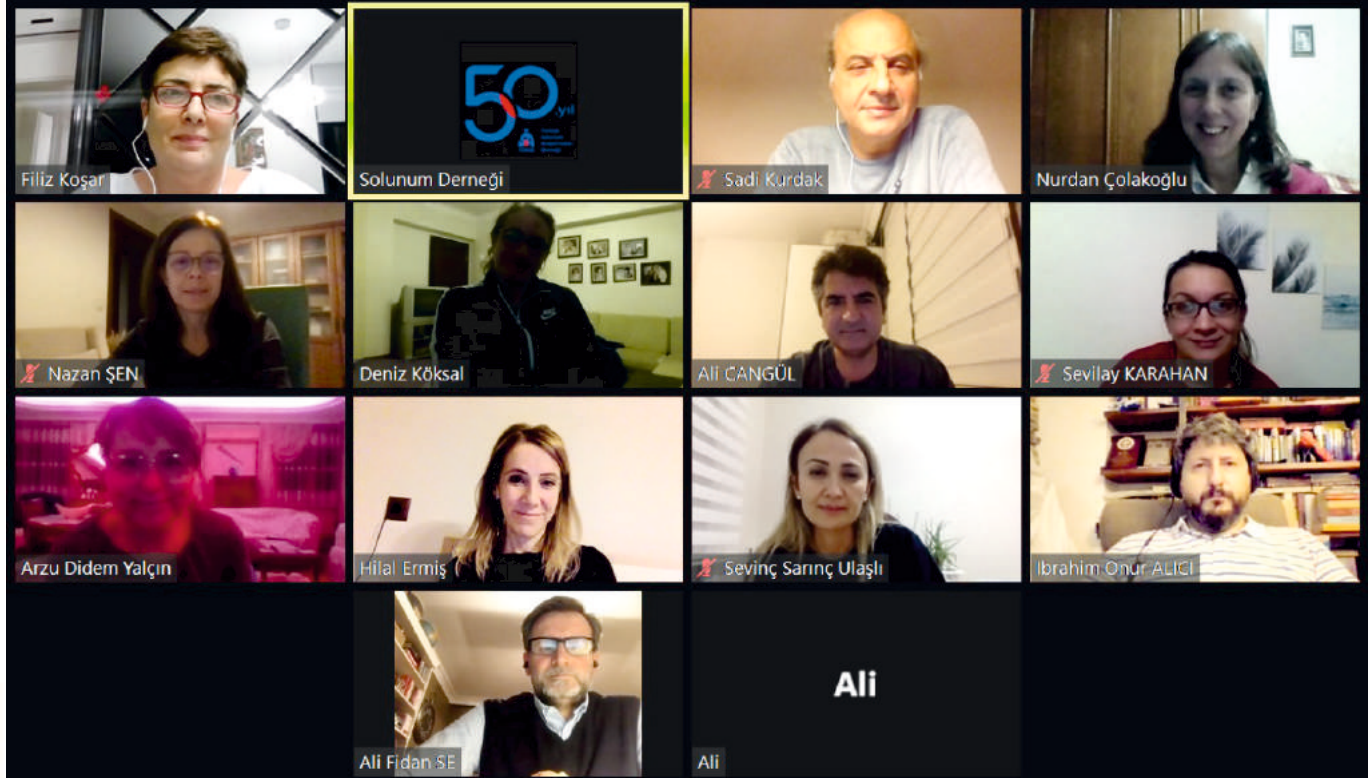 Filiz Koşar
50.yıl
Solunum Derneği
Sadi Kurdak
Nurdan Çolakoğlu
Nazan ŞEN
Deniz Köksal
Ali CANGÜL
Sevilay KARAHAN
Arzu Didem Yalçın
Hilal Ermiş
Sevinç Sarınç Ulaşlı
Ibrahim Onur ALICI
Ali Fidan SE
Ali
Ali